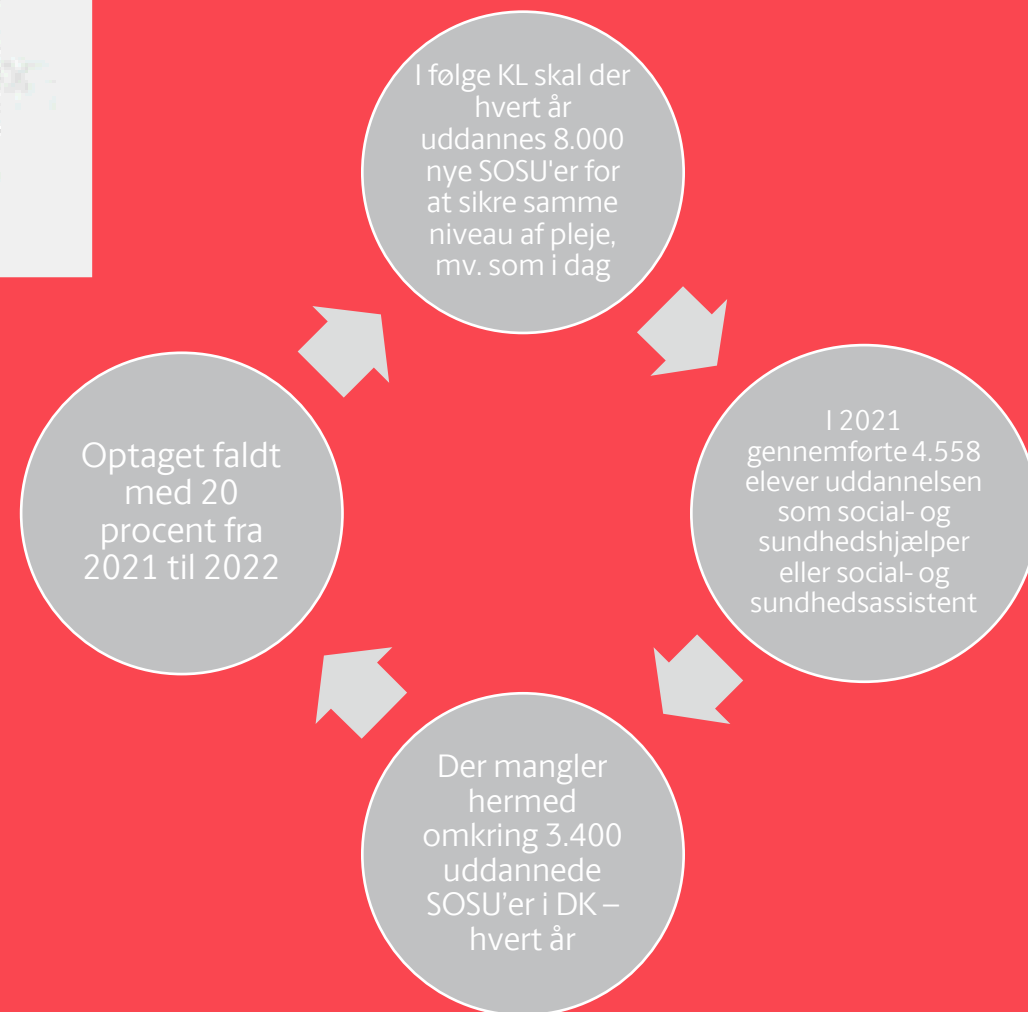 I følge KL skal der
hvert år
uddannes 8.000
nye SOSU'er for
at sikre samme
niveau af pleje,
mv. som i dag
I 2021
gennemførte 4.558
elever uddannelsen
som social- og
sundhedshjælper
eller social- og
sundhedsassistent
Der mangler
hermed
omkring 3.400
uddannede
SOSU’er i DK –
hvert år
Optaget faldt
med 20
procent fra
2021 til 2022